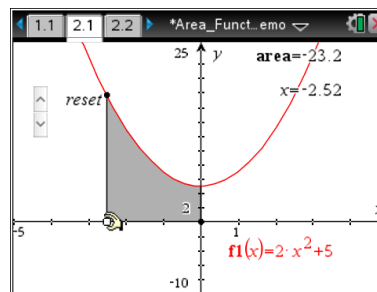 1.1 2.1 2.2 *Area_Funct...emo
25 y area=-23.2
x=-2.52
reset
2
-5 1
f1(x)=2·x²+5
-10